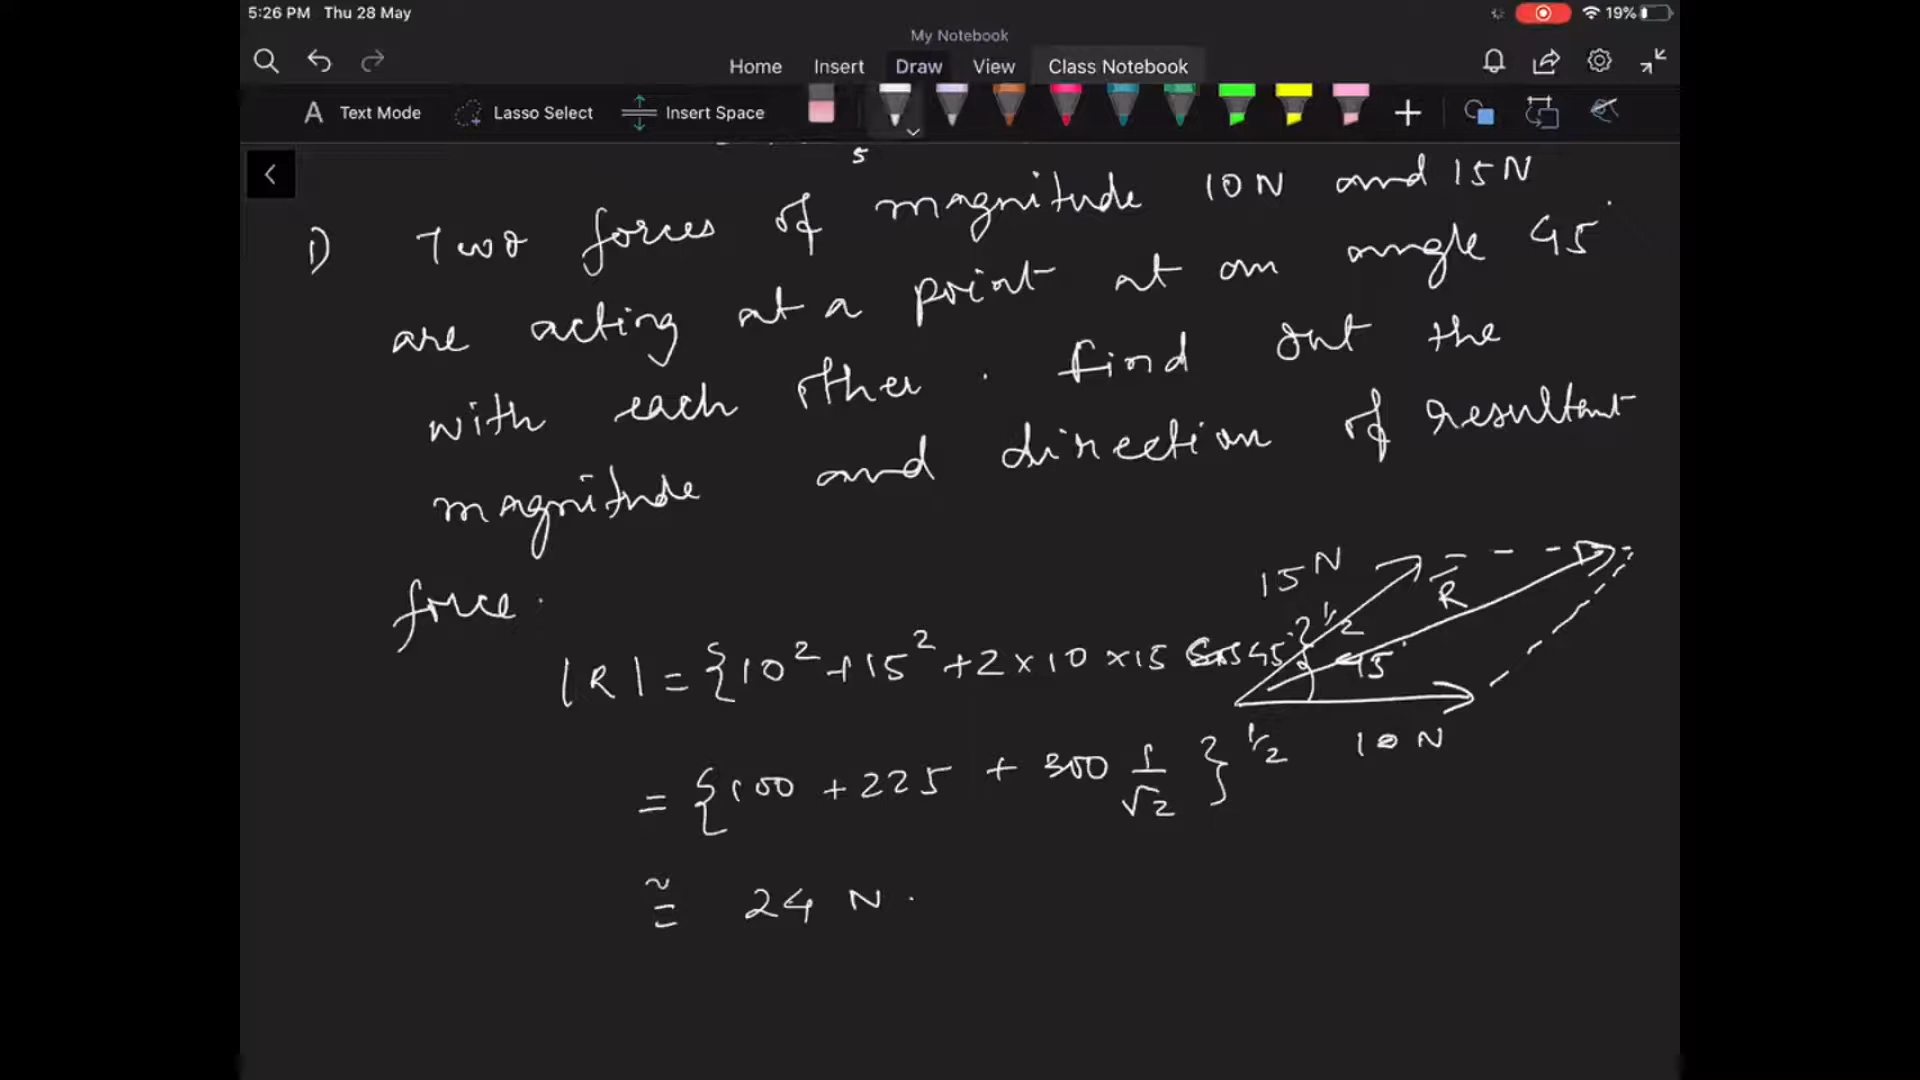 5:26 PM Thu 28 May
19%
My Notebook
Home Insert Draw View Class Notebook
A Text Mode Lasso Select Insert Space
5
1) Two forces of magnitude 10N and 15N
are acting at a point at an angle 45°
with each other. Find out the
magnitude and direction of resultant
force.
15N
R
45°
10 N
|R| = {10² + 15² + 2×10×15 Cos45°}^1/2
= {100 + 225 + 300 1/√2}^1/2
≅ 24 N.